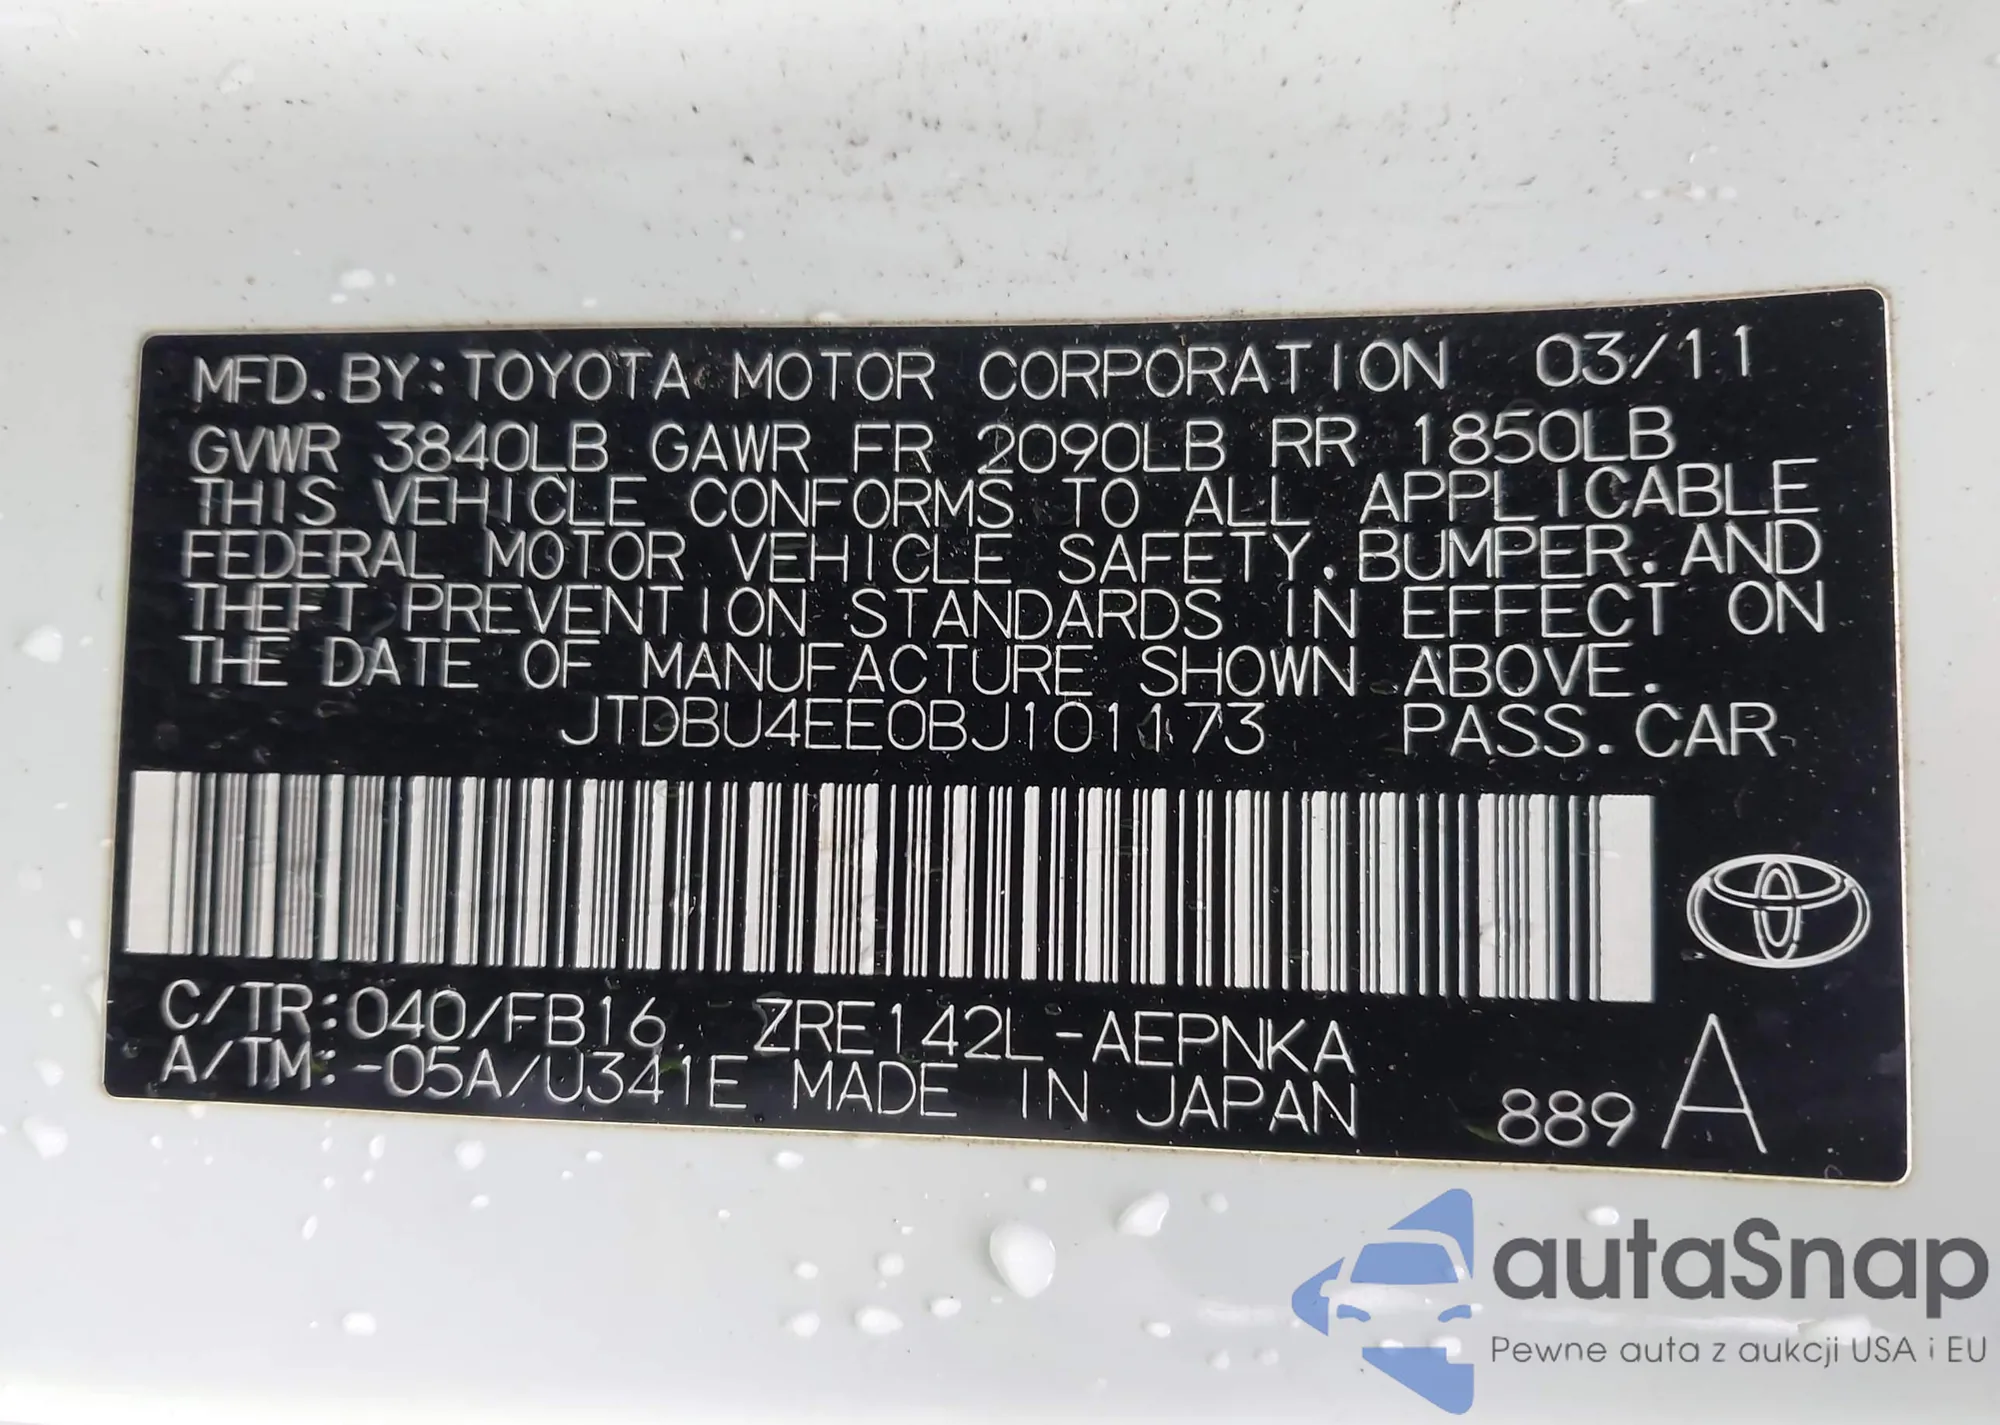 MFD.BY:TOYOTA MOTOR CORPORATION 03/11
GVWR 3840LB GAWR FR 2090LB RR 1850LB
THIS VEHICLE CONFORMS TO ALL APPLICABLE
FEDERAL MOTOR VEHICLE SAFETY.BUMPER.AND
THEFT PREVENTION STANDARDS IN EFFECT ON
THE DATE OF MANUFACTURE SHOWN ABOVE.
JTDBU4EE0BJ101173 PASS.CAR
C/TR:040/FB16 ZRE142L-AEPNKA
A/TM:-05A/U341E MADE IN JAPAN 889 A
autaSnap
Pewne auta z aukcji USA i EU